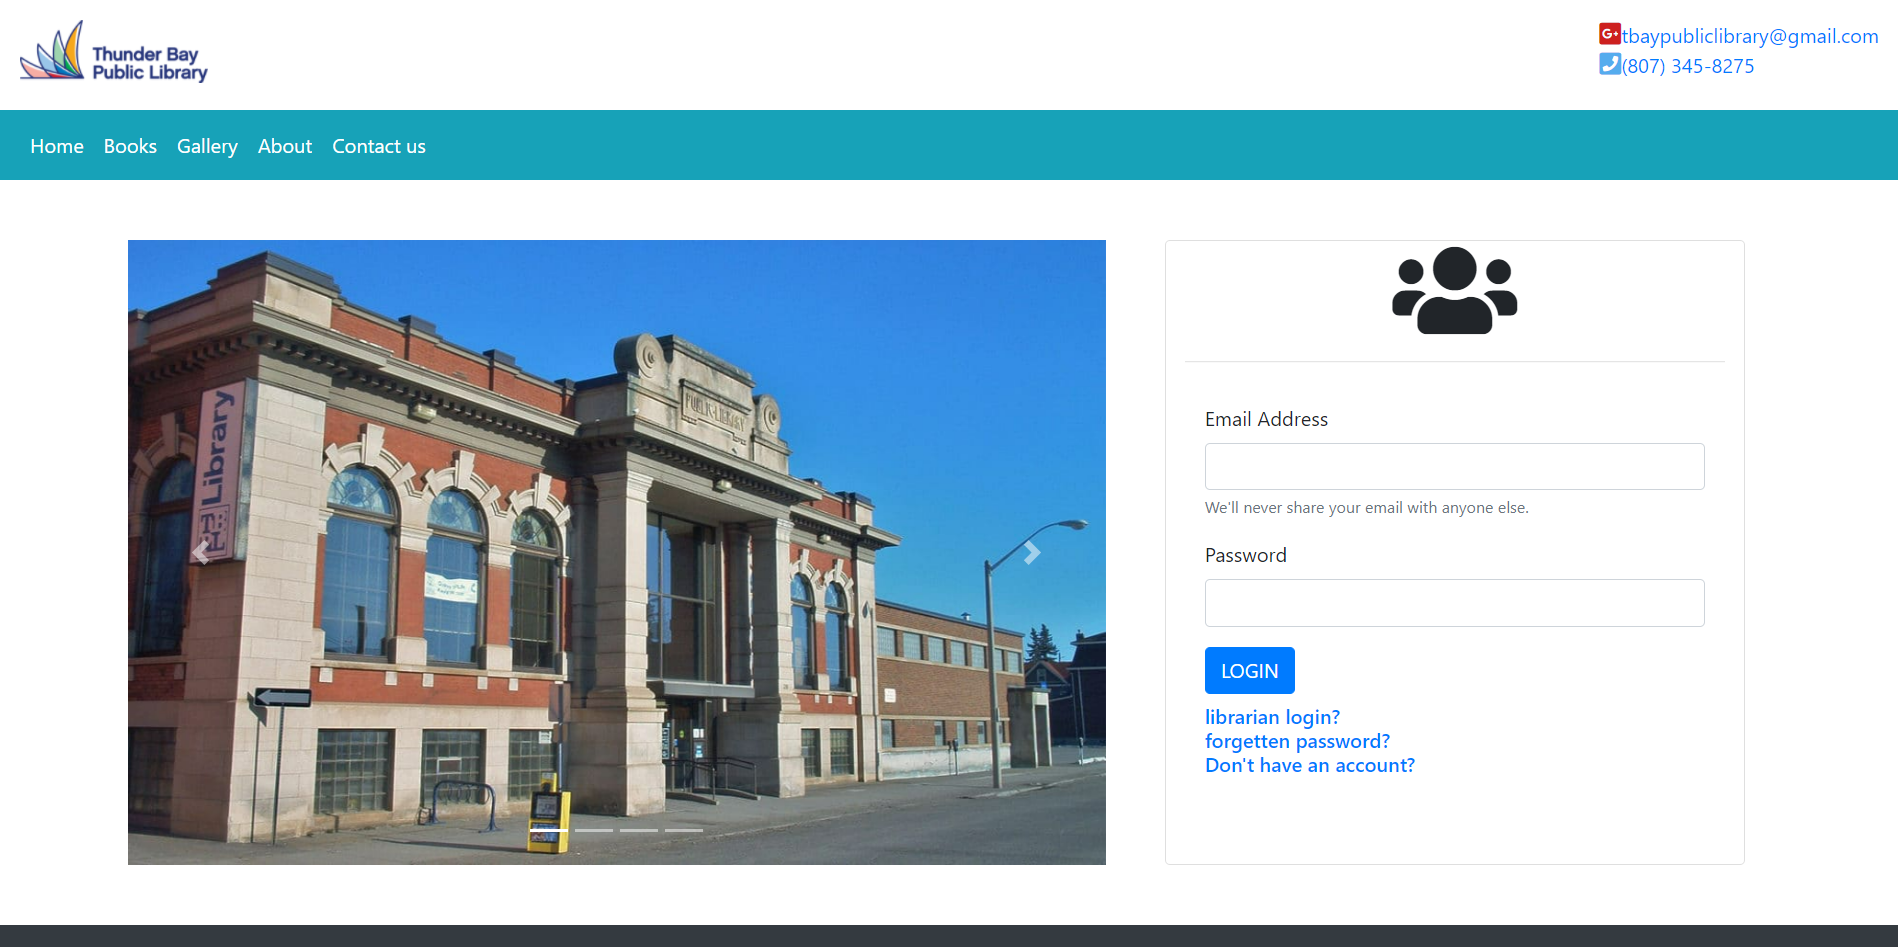 Thunder Bay
Public Library
tbaypubliclibrary@gmail.com
(807) 345-8275
Home Books Gallery About Contact us
PUBLIC LIBRARY
Library
Email Address
We'll never share your email with anyone else.
Password
LOGIN
librarian login?
forgetten password?
Don't have an account?